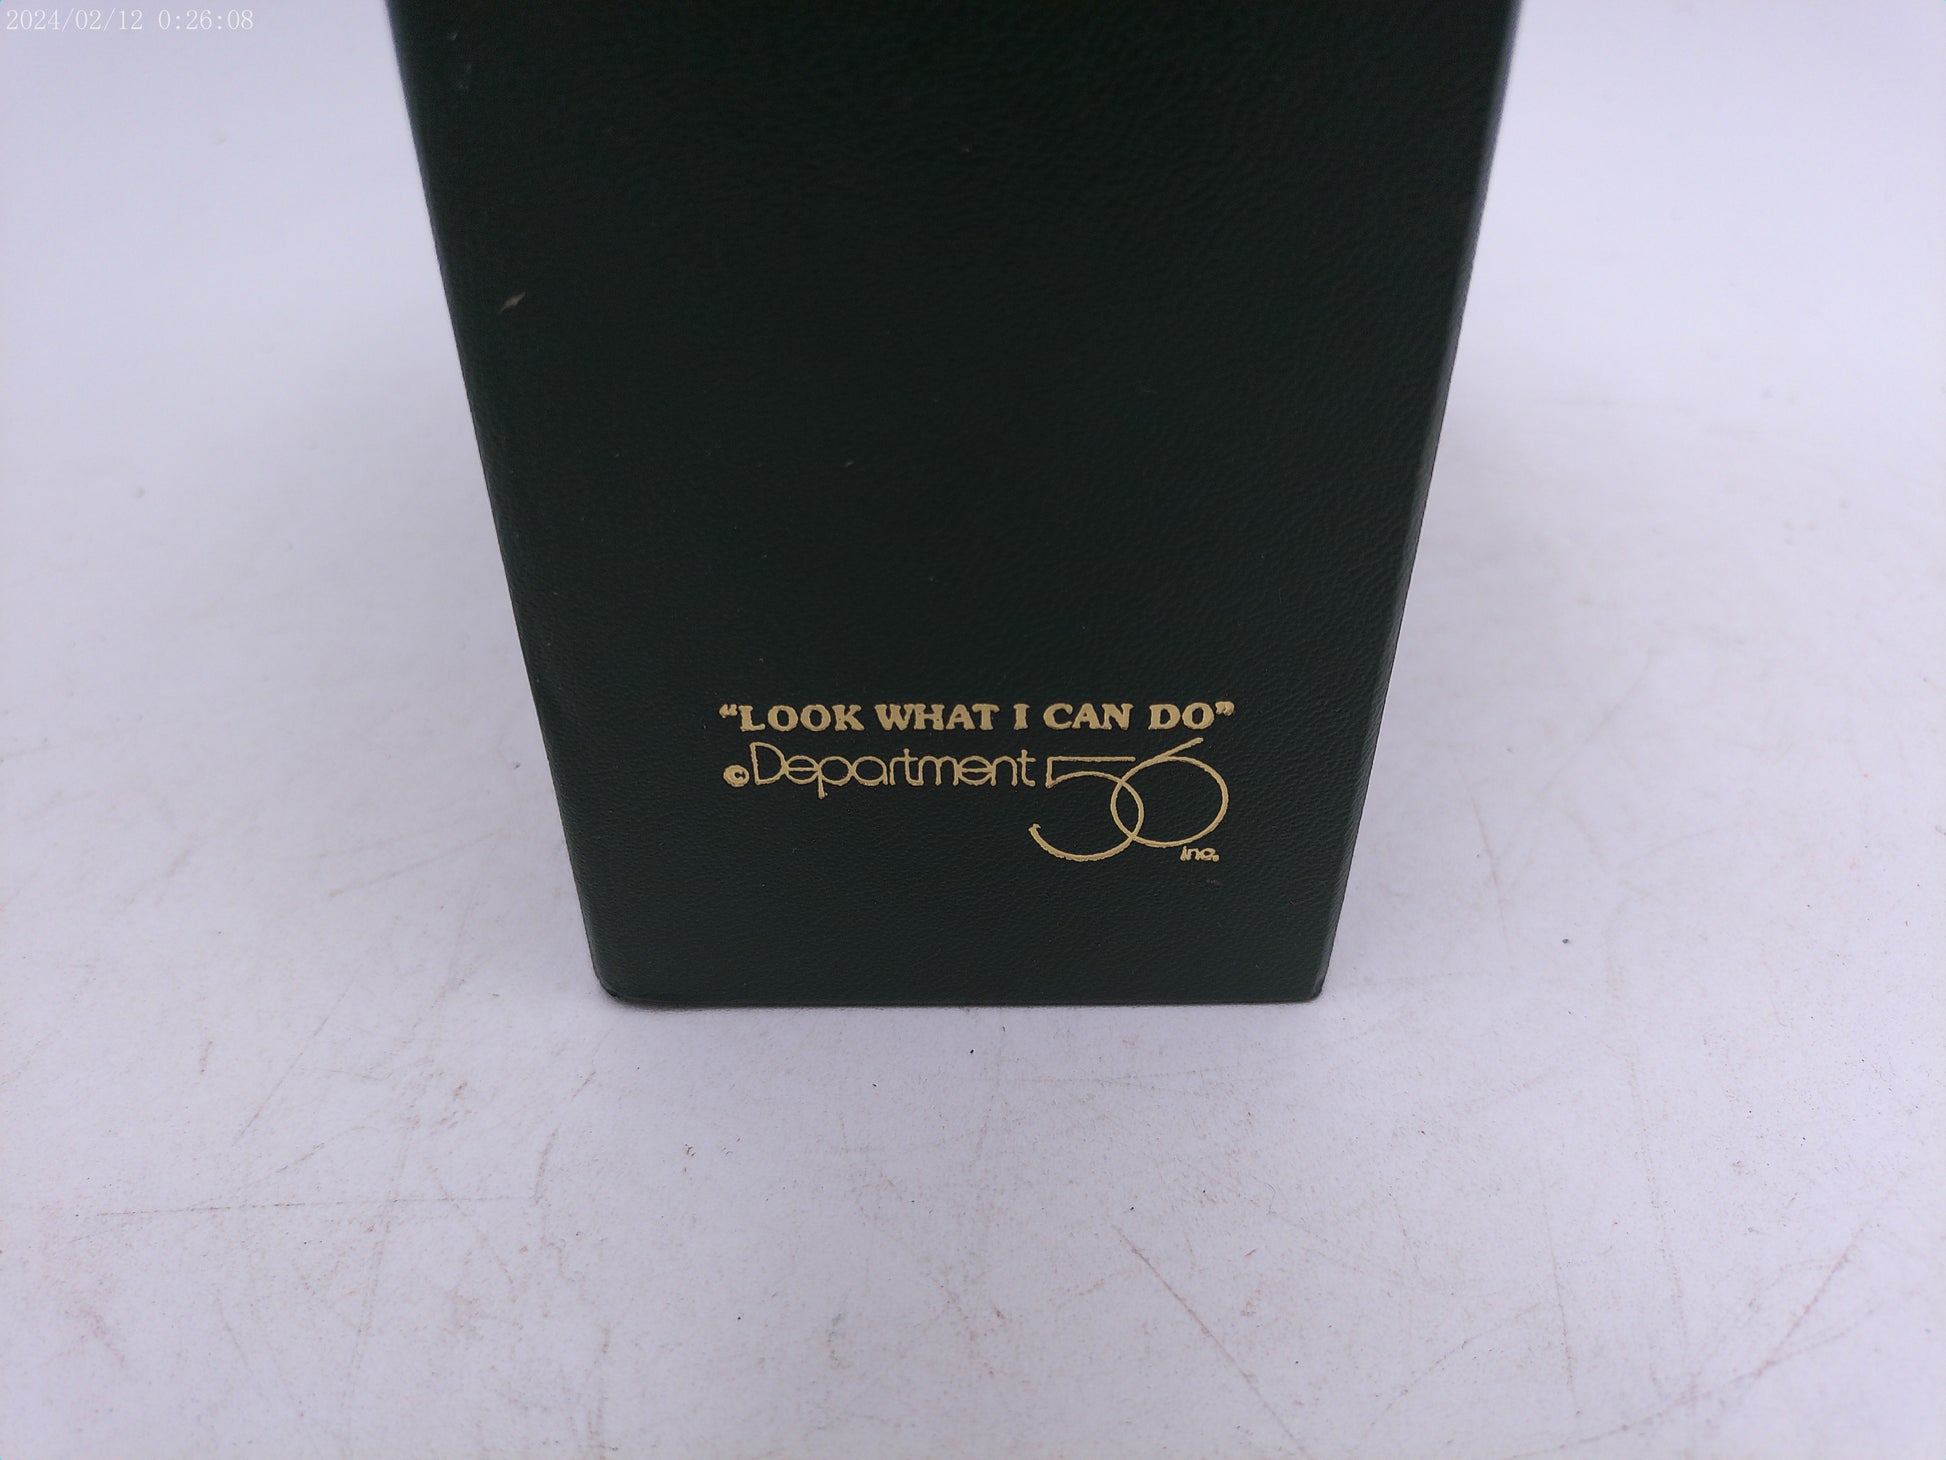 2024/02/12 0:26:08
“LOOK WHAT I CAN DO”
©Department 56
inc.